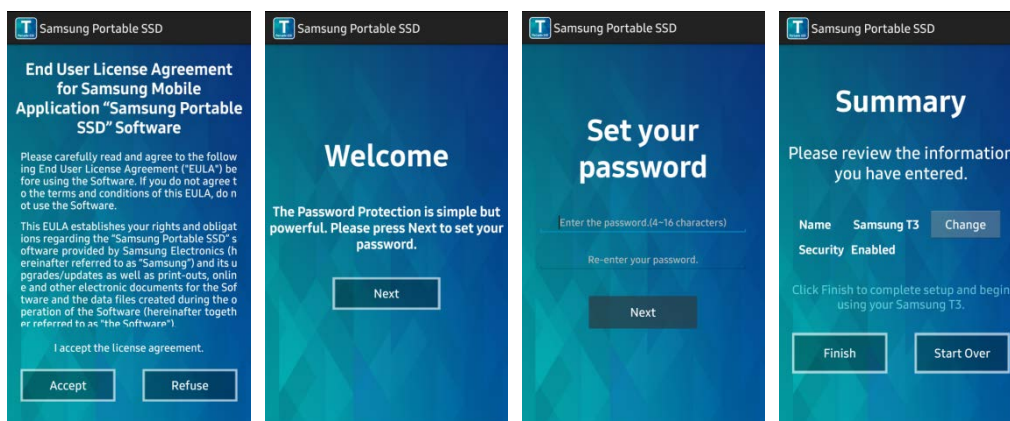 Samsung Portable SSD
End User License Agreement
for Samsung Mobile
Application “Samsung Portable
SSD” Software
Please carefully read and agree to the follow
ing End User License Agreement ("EULA") be
fore using the Software. If you do not agree t
o the terms and conditions of this EULA, do n
ot use the Software.
This EULA establishes your rights and obligat
ions regarding the "Samsung Portable SSD" s
oftware provided by Samsung Electronics (h
ereinafter referred to as "Samsung") and its u
pgrades/updates as well as print-outs, onlin
e and other electronic documents for the Sof
tware and the data files created during the o
peration of the Software (hereinafter togeth
er referred to as "the Software")
I accept the license agreement.
Accept
Refuse
Samsung Portable SSD
Welcome
The Password Protection is simple but
powerful. Please press Next to set your
password.
Next
Samsung Portable SSD
Set your
password
Enter the password.(4~16 characters)
Re-enter your password.
Next
Samsung Portable SSD
Summary
Please review the information
you have entered.
Name Samsung T3 Change
Security Enabled
Click Finish to complete setup and begin
using your Samsung T3.
Finish
Start Over